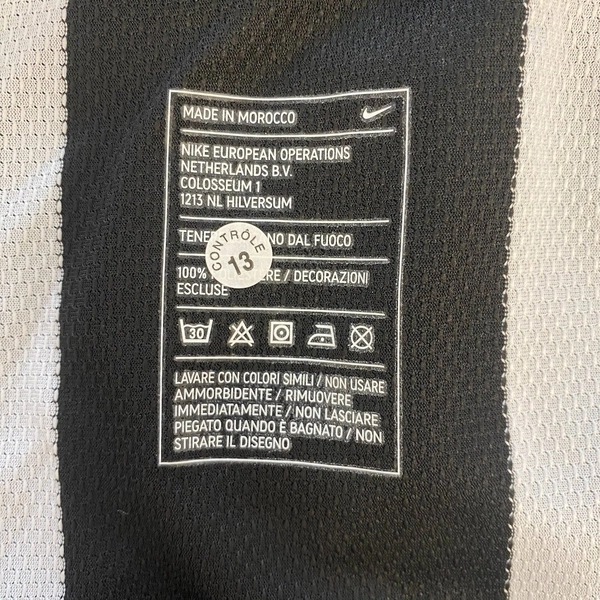 MADE IN MOROCCO
NIKE EUROPEAN OPERATIONS
NETHERLANDS B.V.
COLOSSEUM 1
1213 NL HILVERSUM
DAL FUOCO
CONTRÔLE
13
100% / DECORAZIONI
ESCLUSE
30
LAVARE CON COLORI SIMILI / NON USARE
AMMORBIDENTE / RIMUOVERE
IMMEDIATAMENTE / NON LASCIARE
PIEGATO QUANDO È BAGNATO / NON
STIRARE IL DISEGNO